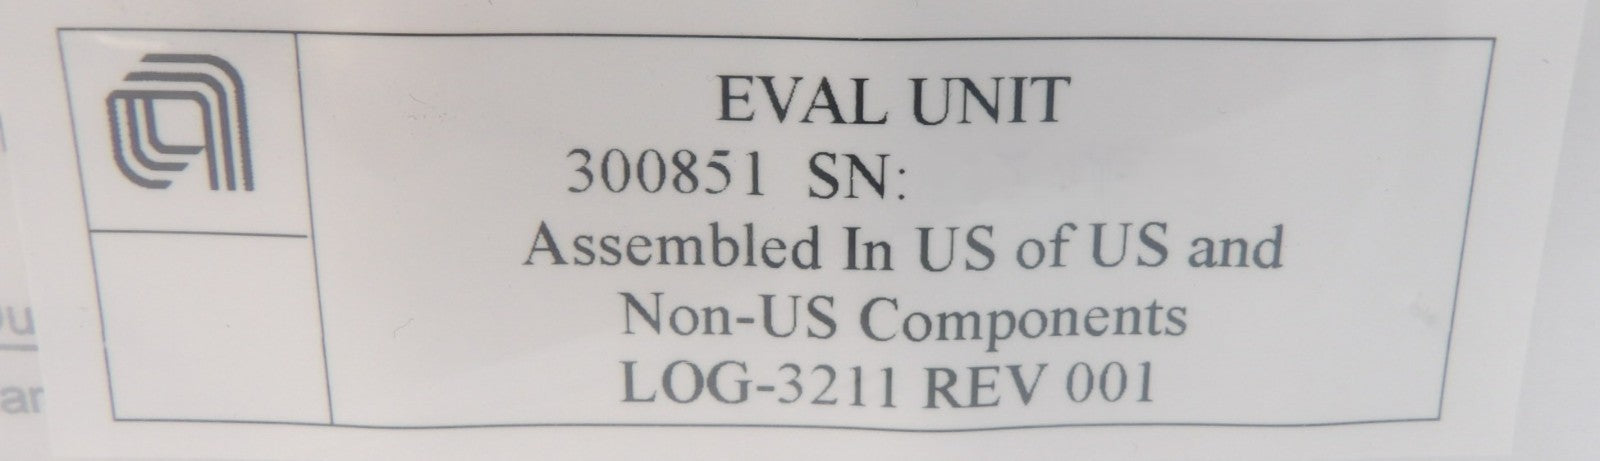 EVAL UNIT
300851 SN:
Assembled In US of US and
Non-US Components
LOG-3211 REV 001